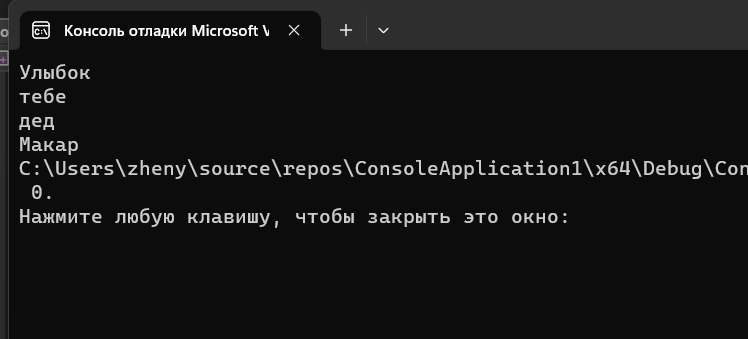 Консоль отладки Microsoft V
Улыбок
тебе
дед
Макар
C:\Users\zheny\source\repos\ConsoleApplication1\x64\Debug\Con
0.
Нажмите любую клавишу, чтобы закрыть это окно: